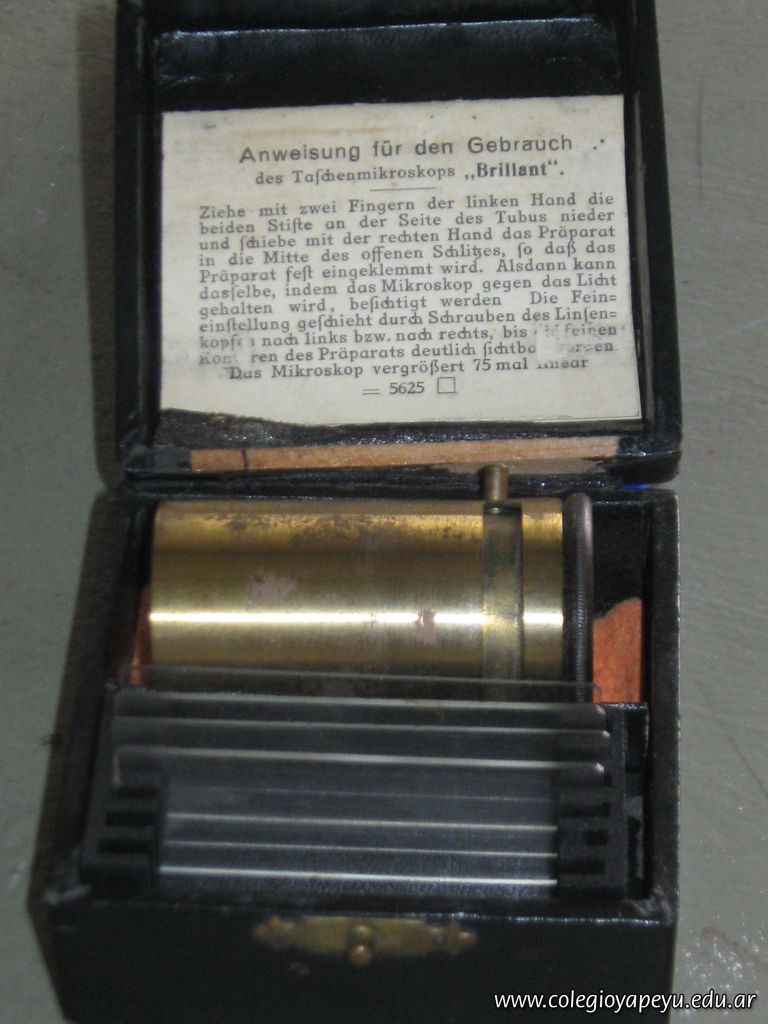 Anweisung für den Gebrauch
des Taſchenmikroskops „Brillant“.
Ziehe mit zwei Fingern der linken Hand die
beiden Stifte an der Seite des Tubus nieder
und ſchiebe mit der rechten Hand das Präparat
in die Mitte des offenen Schlitzes, ſo daß das
Präparat feſt eingeklemmt wird. Alsdann kann
dasſelbe, indem das Mikroskop gegen das Licht
gehalten wird, beſichtigt werden Die Fein=
einſtellung geſchieht durch Schrauben des Linſen=
kopf nach links bzw. nach rechts, bis feinen
ren des Präparats deutlich
Das Mikroskop vergrößert 75 mal
= 5625 □
www.colegioyapeyu.edu.ar